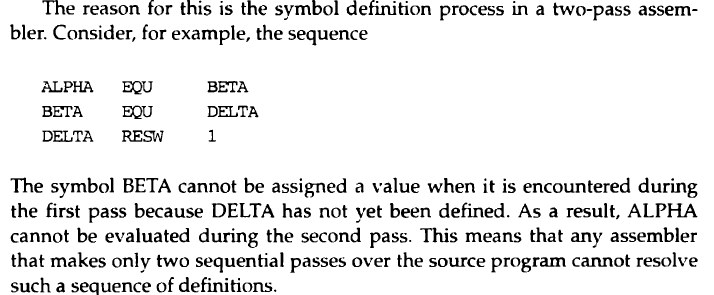 The reason for this is the symbol definition process in a two-pass assem-
bler. Consider, for example, the sequence
ALPHA EQU BETA
BETA EQU DELTA
DELTA RESW 1
The symbol BETA cannot be assigned a value when it is encountered during
the first pass because DELTA has not yet been defined. As a result, ALPHA
cannot be evaluated during the second pass. This means that any assembler
that makes only two sequential passes over the source program cannot resolve
such a sequence of definitions.